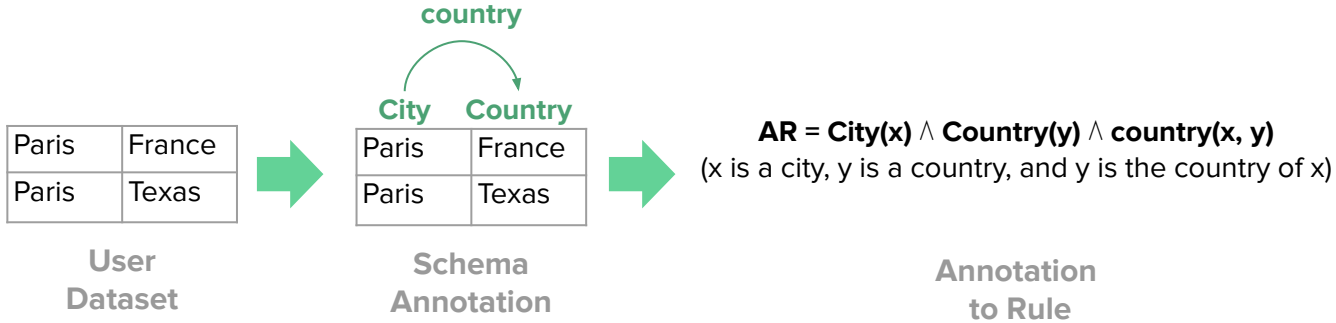 country
City Country
Paris France
Paris Texas
Paris France
Paris Texas
AR = City(x) ∧ Country(y) ∧ country(x, y)
(x is a city, y is a country, and y is the country of x)
User
Dataset
Schema
Annotation
Annotation
to Rule